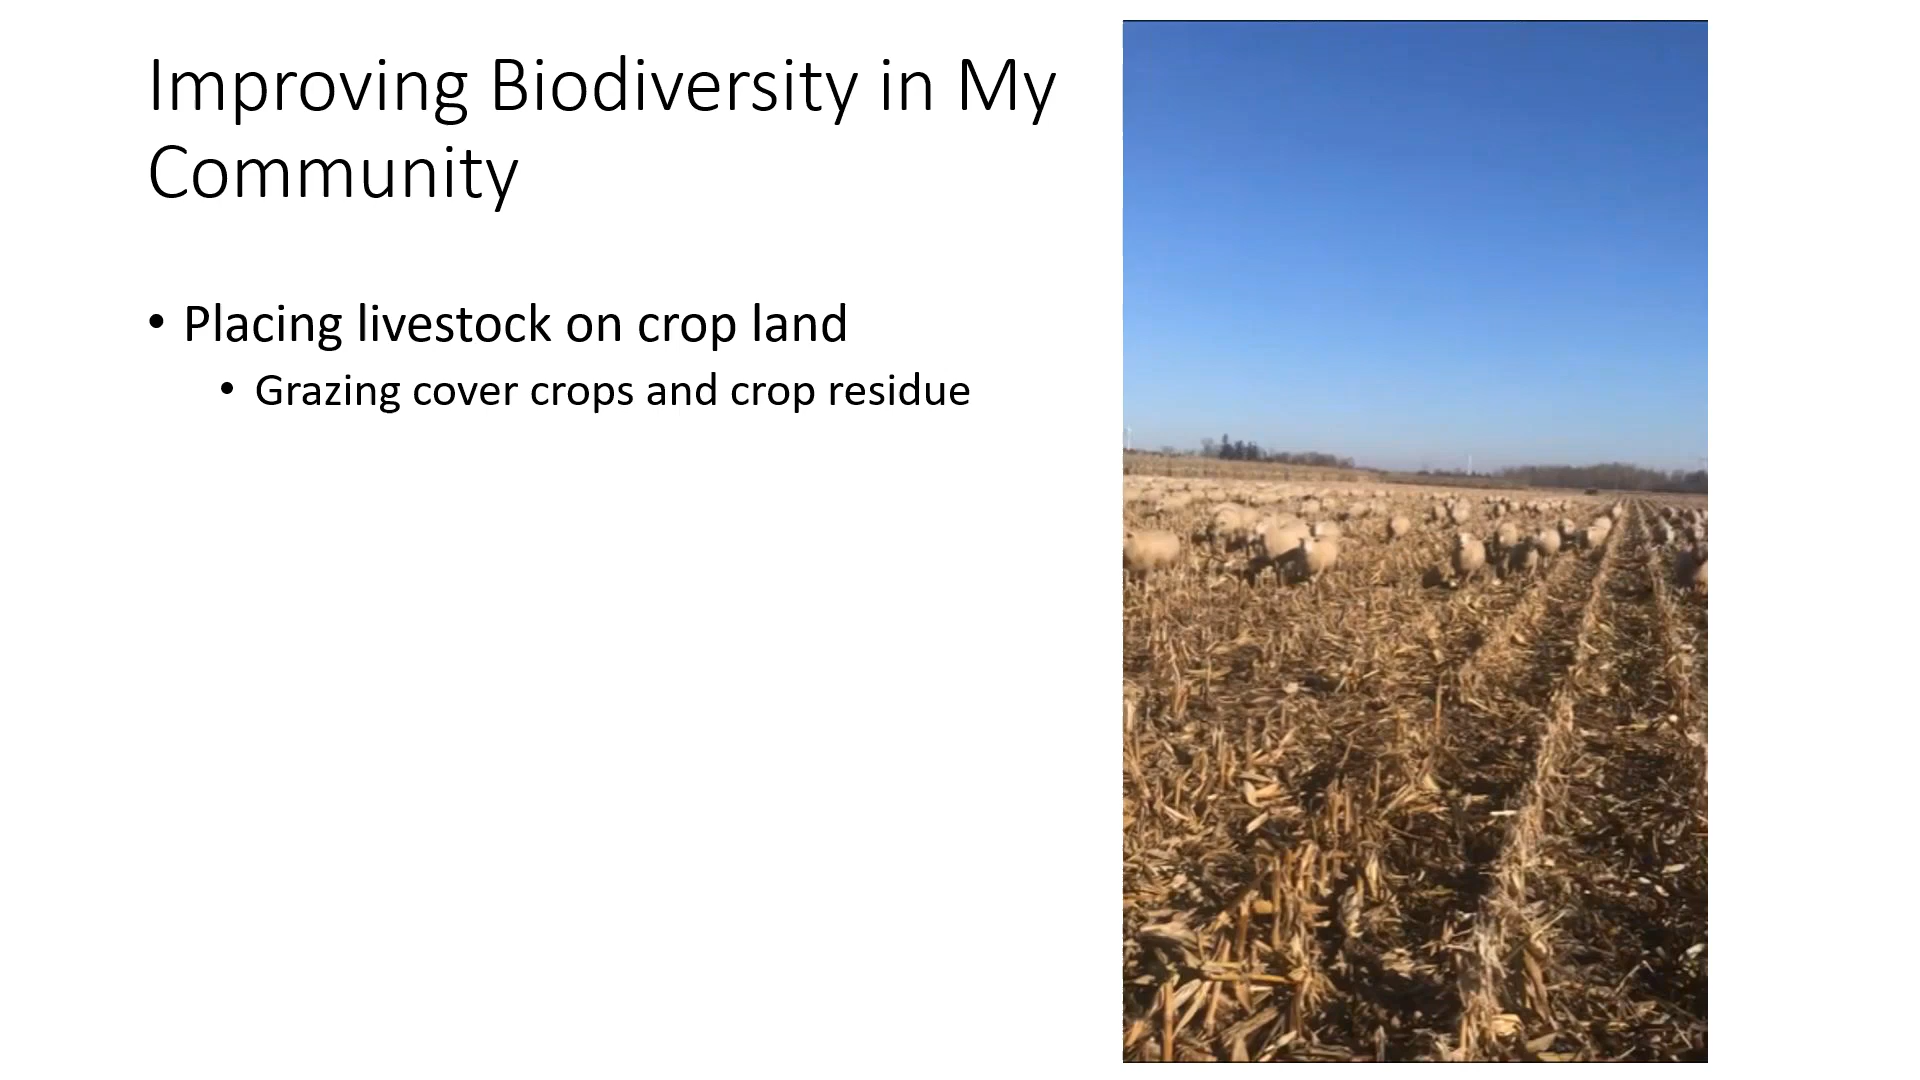 Improving Biodiversity in My
Community
• Placing livestock on crop land
• Grazing cover crops and crop residue